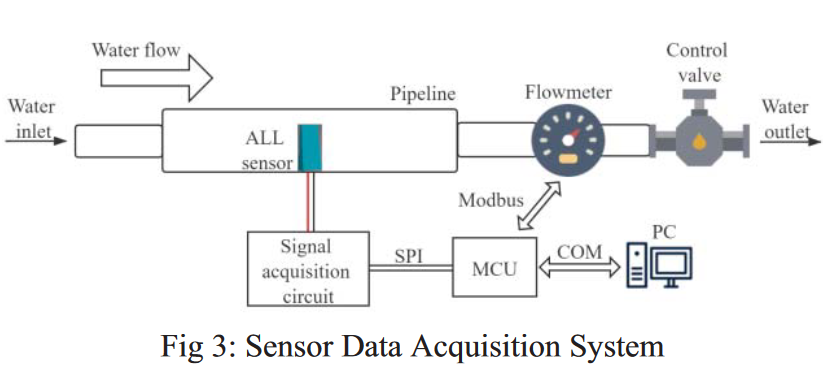 Water flow
Control
valve
Pipeline
Flowmeter
Water
inlet
Water
outlet
ALL
sensor
Modbus
Signal
acquisition
circuit
SPI
MCU
COM
PC
Fig 3: Sensor Data Acquisition System